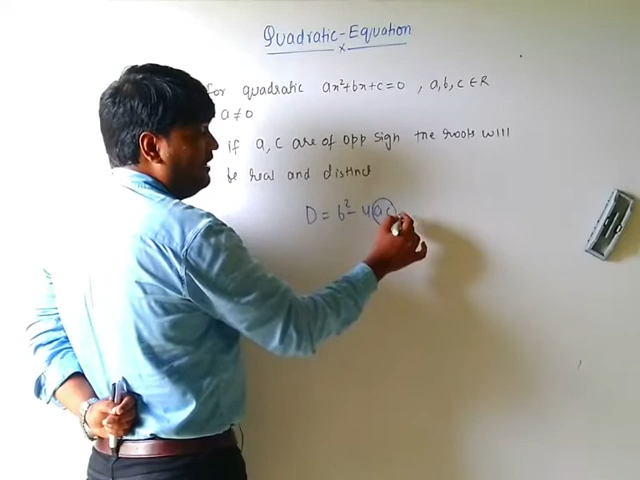 Quadratic-Equation
x
for quadratic ax²+bx+c=0 , a,b,c ∈ R
a ≠ 0
if a, c are of opp sign the roots will
be real and distinct
D = b² - 4ac